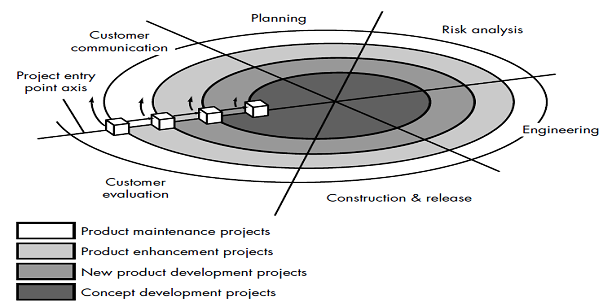 Planning
Customer
communication
Risk analysis
Project entry
point axis
Engineering
Customer
evaluation
Construction & release
Product maintenance projects
Product enhancement projects
New product development projects
Concept development projects